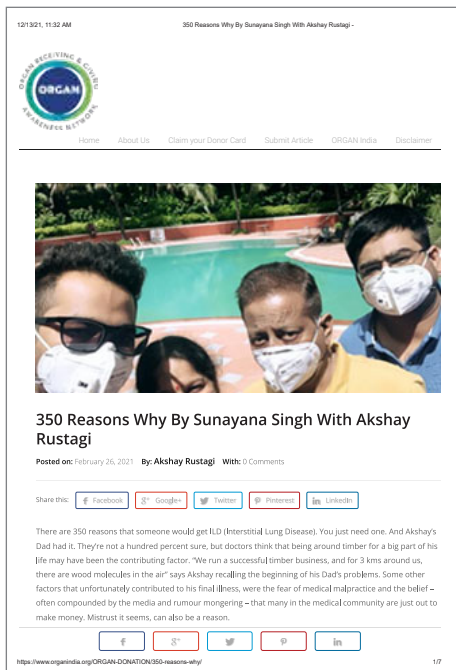 12/13/21, 11:32 AM
350 Reasons Why By Sunayana Singh With Akshay Rustagi -
ORGAN RECEIVING & GIVING
ORGAN
AWARENESS NETWORK
Home About Us Claim your Donor Card Submit Article ORGAN India Disclaimer
350 Reasons Why By Sunayana Singh With Akshay
Rustagi
Posted on: February 26, 2021 By: Akshay Rustagi With: 0 Comments
Share this: Facebook Google+ Twitter Pinterest LinkedIn
There are 350 reasons that someone would get ILD (Interstitial Lung Disease). You just need one. And Akshay's
Dad had it. They're not a hundred percent sure, but doctors think that being around timber for a big part of his
life may have been the contributing factor. "We run a successful timber business, and for 3 kms around us,
there are wood molecules in the air" says Akshay recalling the beginning of his Dad's problems. Some other
factors that unfortunately contributed to his final illness, were the fear of medical malpractice and the belief –
often compounded by the media and rumour mongering – that many in the medical community are just out to
make money. Mistrust it seems, can also be a reason.
https://www.organindia.org/ORGAN-DONATION/350-reasons-why/
1/7